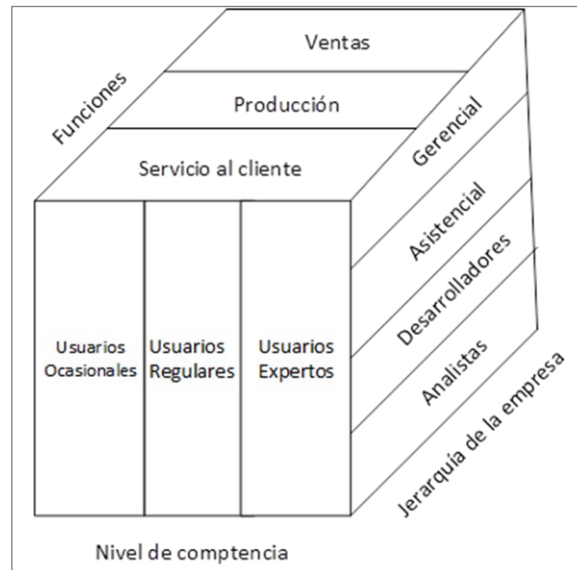 Funciones
Ventas
Producción
Servicio al cliente
Gerencial
Asistencial
Desarrolladores
Analistas
Jerarquía de la empresa
Usuarios
Ocasionales
Usuarios
Regulares
Usuarios
Expertos
Nivel de comptencia